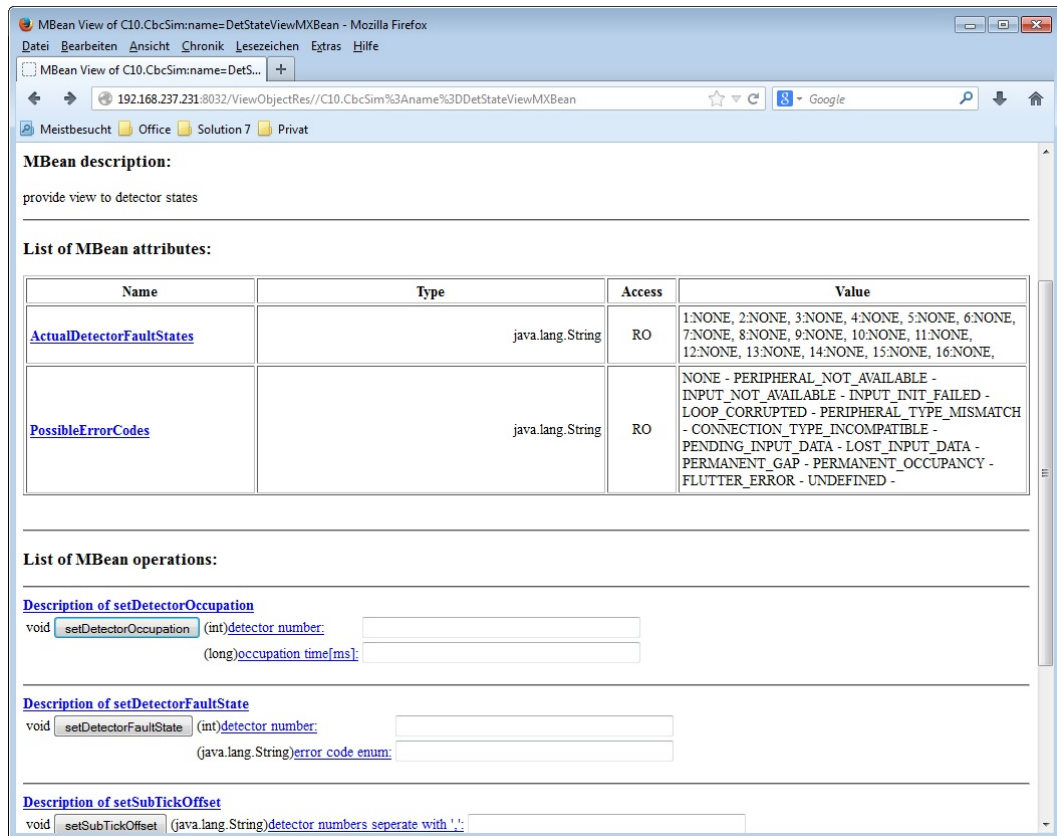 MBean View of C10.CbcSim:name=DetStateViewMXBean - Mozilla Firefox
Datei Bearbeiten Ansicht Chronik Lesezeichen Extras Hilfe
MBean View of C10.CbcSim:name=DetS... +
192.168.237.231:8032/ViewObjectRes//C10.CbcSim%3Aname%3DDetStateViewMXBean 8 Google
Meistbesucht Office Solution 7 Privat
MBean description:
provide view to detector states
List of MBean attributes:
Name Type Access Value
ActualDetectorFaultStates java.lang.String RO 1:NONE, 2:NONE, 3:NONE, 4:NONE, 5:NONE, 6:NONE,
7:NONE, 8:NONE, 9:NONE, 10:NONE, 11:NONE,
12:NONE, 13:NONE, 14:NONE, 15:NONE, 16:NONE,
PossibleErrorCodes java.lang.String RO NONE - PERIPHERAL_NOT_AVAILABLE -
INPUT_NOT_AVAILABLE - INPUT_INIT_FAILED -
LOOP_CORRUPTED - PERIPHERAL_TYPE_MISMATCH
- CONNECTION_TYPE_INCOMPATIBLE -
PENDING_INPUT_DATA - LOST_INPUT_DATA -
PERMANENT_GAP - PERMANENT_OCCUPANCY -
FLUTTER_ERROR - UNDEFINED -
List of MBean operations:
Description of setDetectorOccupation
void setDetectorOccupation (int)detector number:
(long)occupation time[ms]:
Description of setDetectorFaultState
void setDetectorFaultState (int)detector number:
(java.lang.String)error code enum:
Description of setSubTickOffset
void setSubTickOffset (java.lang.String)detector numbers seperate with ',':